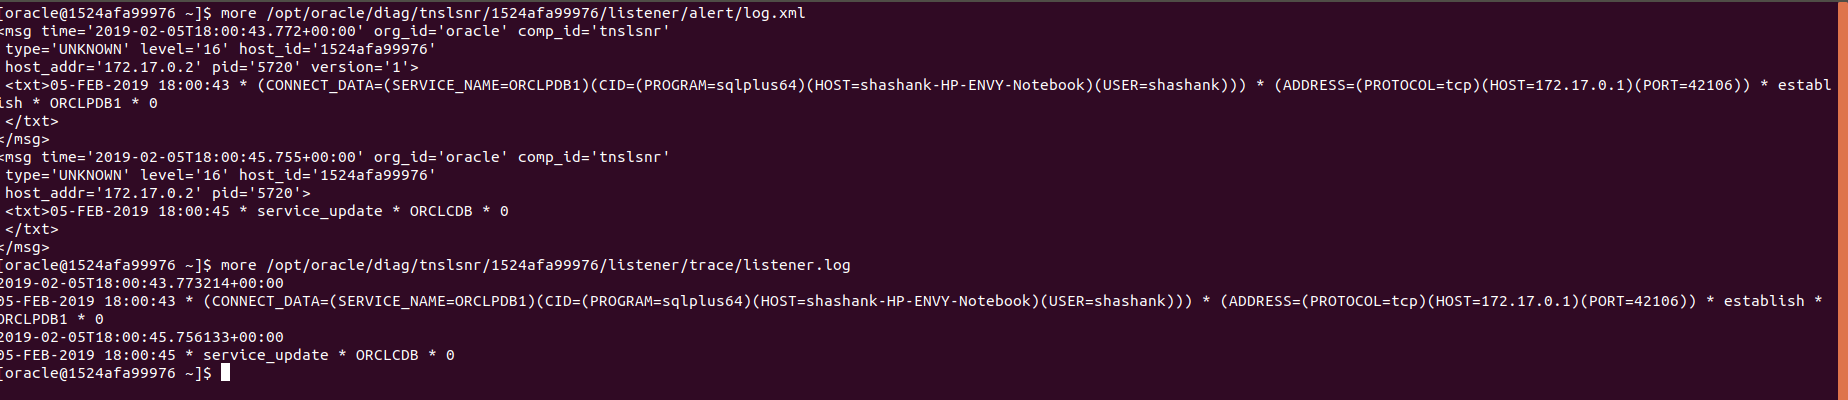 [oracle@1524afa99976 ~]$ more /opt/oracle/diag/tnslsnr/1524afa99976/listener/alert/log.xml
<msg time='2019-02-05T18:00:43.772+00:00' org_id='oracle' comp_id='tnslsnr'
 type='UNKNOWN' level='16' host_id='1524afa99976'
 host_addr='172.17.0.2' pid='5720' version='1'>
 <txt>05-FEB-2019 18:00:43 * (CONNECT_DATA=(SERVICE_NAME=ORCLPDB1)(CID=(PROGRAM=sqlplus64)(HOST=shashank-HP-ENVY-Notebook)(USER=shashank))) * (ADDRESS=(PROTOCOL=tcp)(HOST=172.17.0.1)(PORT=42106)) * establ
ish * ORCLPDB1 * 0
 </txt>
</msg>
<msg time='2019-02-05T18:00:45.755+00:00' org_id='oracle' comp_id='tnslsnr'
 type='UNKNOWN' level='16' host_id='1524afa99976'
 host_addr='172.17.0.2' pid='5720'>
 <txt>05-FEB-2019 18:00:45 * service_update * ORCLCDB * 0
 </txt>
</msg>
[oracle@1524afa99976 ~]$ more /opt/oracle/diag/tnslsnr/1524afa99976/listener/trace/listener.log
2019-02-05T18:00:43.773214+00:00
05-FEB-2019 18:00:43 * (CONNECT_DATA=(SERVICE_NAME=ORCLPDB1)(CID=(PROGRAM=sqlplus64)(HOST=shashank-HP-ENVY-Notebook)(USER=shashank))) * (ADDRESS=(PROTOCOL=tcp)(HOST=172.17.0.1)(PORT=42106)) * establish *
ORCLPDB1 * 0
2019-02-05T18:00:45.756133+00:00
05-FEB-2019 18:00:45 * service_update * ORCLCDB * 0
[oracle@1524afa99976 ~]$